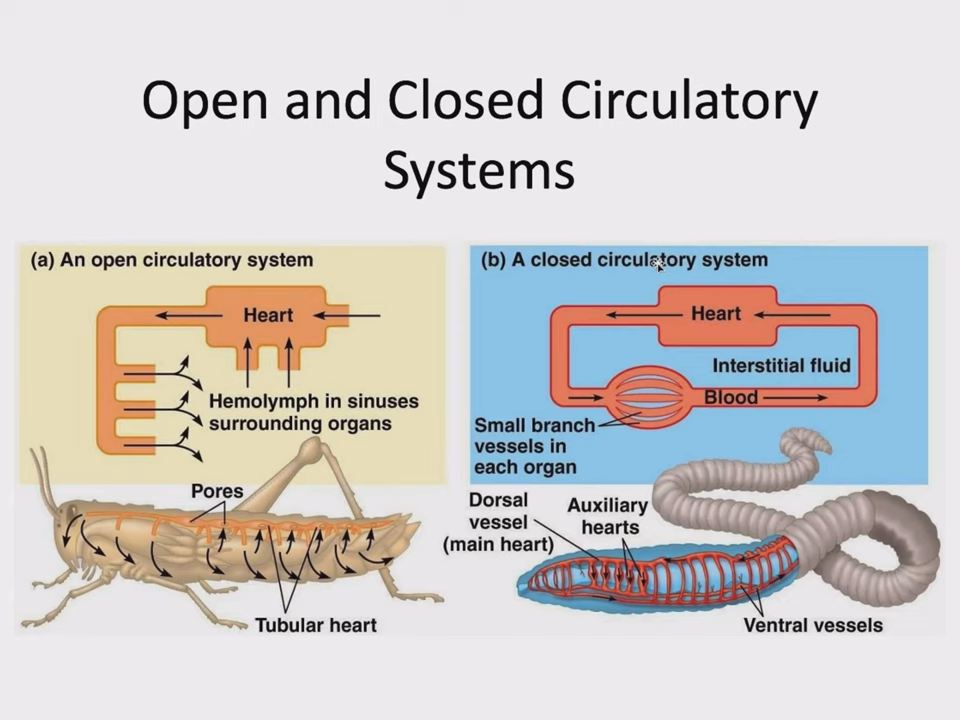 Open and Closed Circulatory
Systems
(a) An open circulatory system
Heart
Hemolymph in sinuses
surrounding organs
Pores
Tubular heart
(b) A closed circulatory system
Heart
Interstitial fluid
Blood
Small branch
vessels in
each organ
Dorsal
vessel
(main heart)
Auxiliary
hearts
Ventral vessels